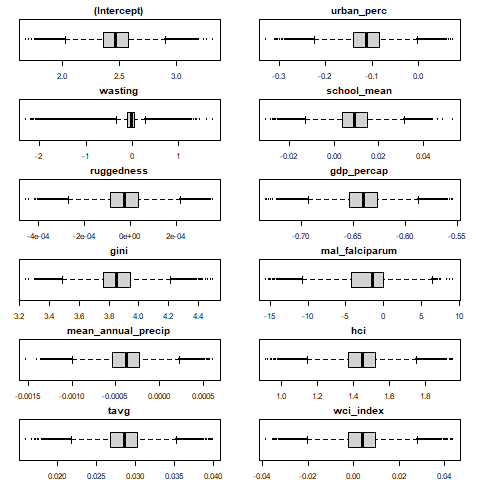 (Intercept)
2.0 2.5 3.0
urban_perc
-0.3 -0.2 -0.1 0.0
wasting
-2 -1 0 1
school_mean
-0.02 0.00 0.02 0.04
ruggedness
-4e-04 -2e-04 0e+00 2e-04
gdp_percap
-0.70 -0.65 -0.60 -0.55
gini
3.2 3.4 3.6 3.8 4.0 4.2 4.4
mal_falciparum
-15 -10 -5 0 5 10
mean_annual_precip
-0.0015 -0.0010 -0.0005 0.0000 0.0005
hci
1.0 1.2 1.4 1.6 1.8
tavg
0.020 0.025 0.030 0.035 0.040
wci_index
-0.04 -0.02 0.00 0.02 0.04